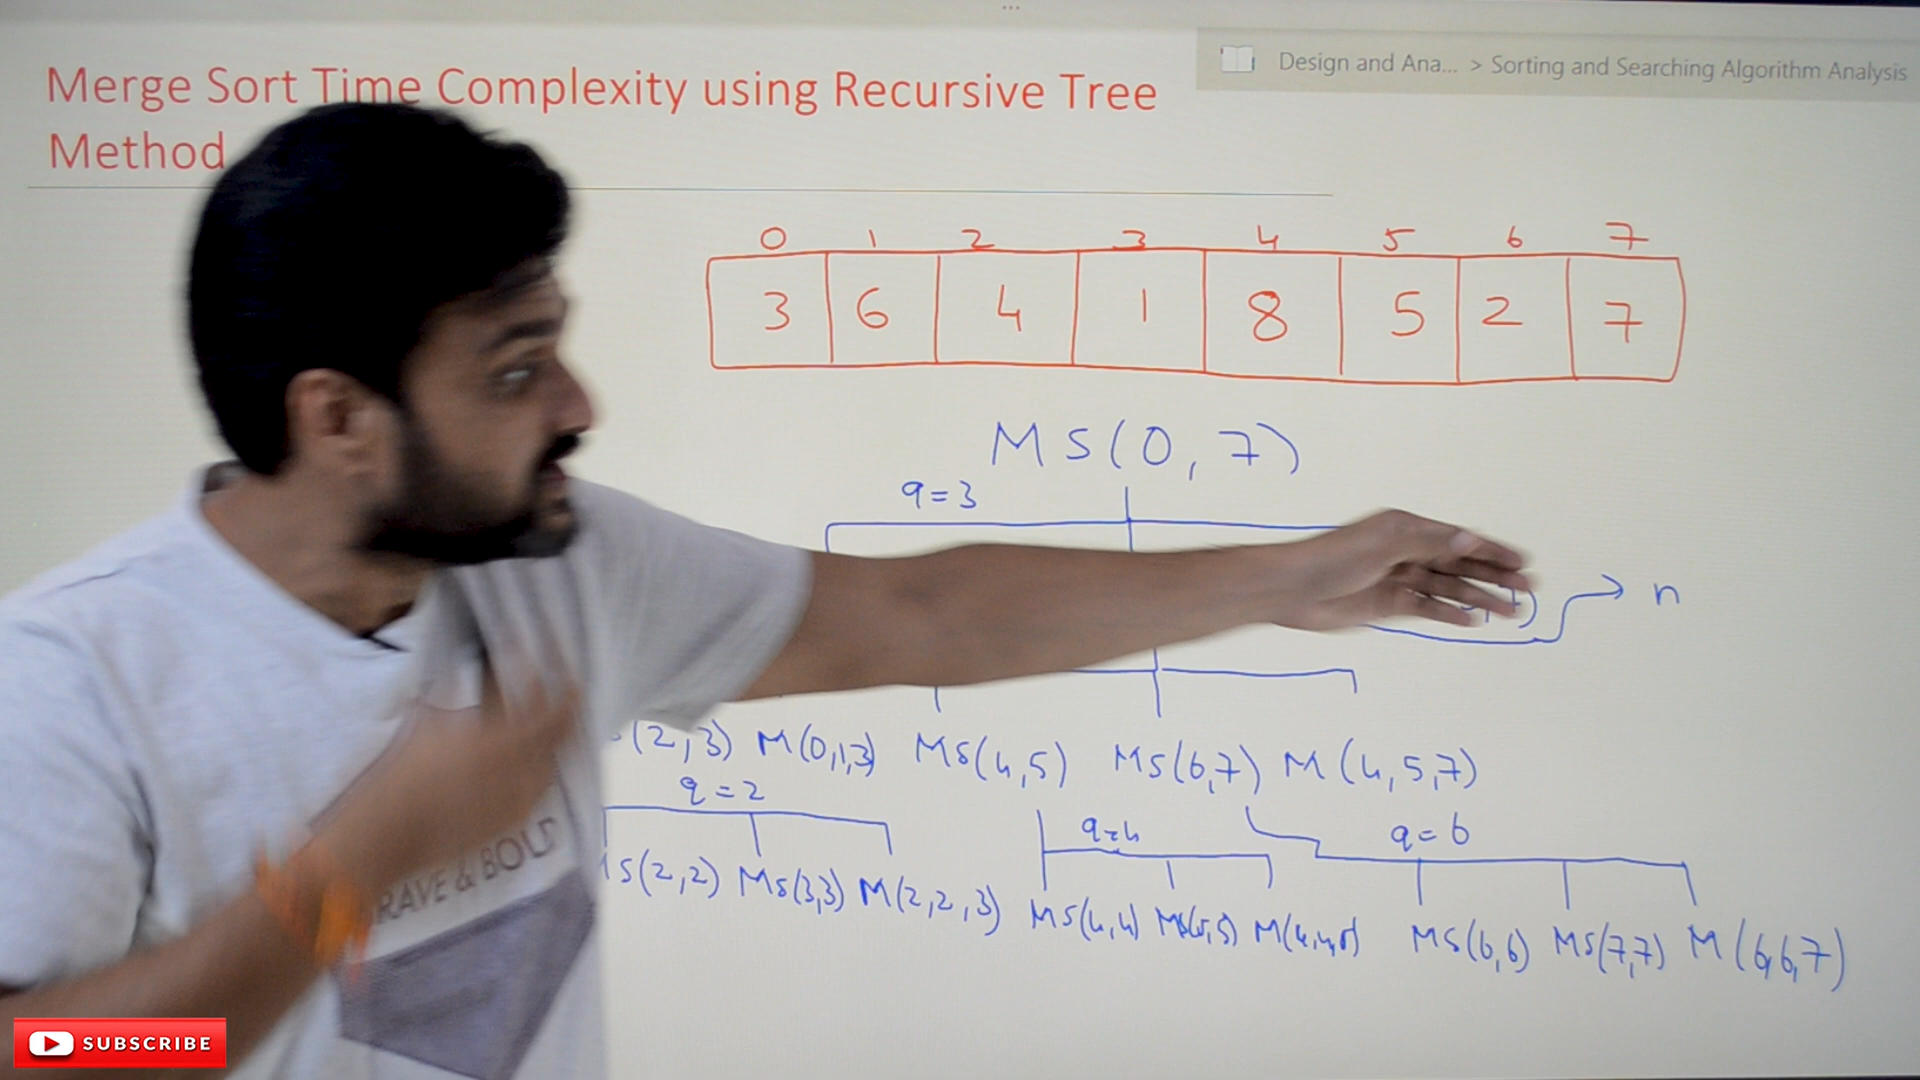 Design and Ana... > Sorting and Searching Algorithm Analysis
Merge Sort Time Complexity using Recursive Tree
Method
0 1 2 3 4 5 6 7
3 6 4 1 8 5 2 7
MS(0,7)
q=3
n
(2,3) M(0,1,3) MS(4,5) MS(6,7) M(4,5,7)
q=2
q=4 q=6
MS(2,2) MS(3,3) M(2,2,3) MS(4,4) MS(5,5) M(4,4,5) MS(6,6) MS(7,7) M(6,6,7)
RAVE & BOLD
SUBSCRIBE